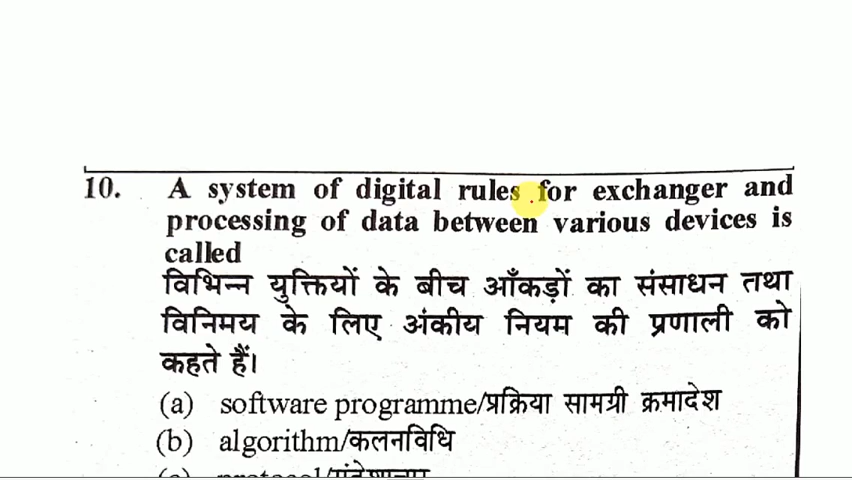 10. A system of digital rules for exchanger and
processing of data between various devices is
called
विभिन्न युक्तियों के बीच आँकड़ों का संसाधन तथा
विनिमय के लिए अंकीय नियम की प्रणाली को
कहते हैं।
(a) software programme/प्रक्रिया सामग्री क्रमादेश
(b) algorithm/कलनविधि